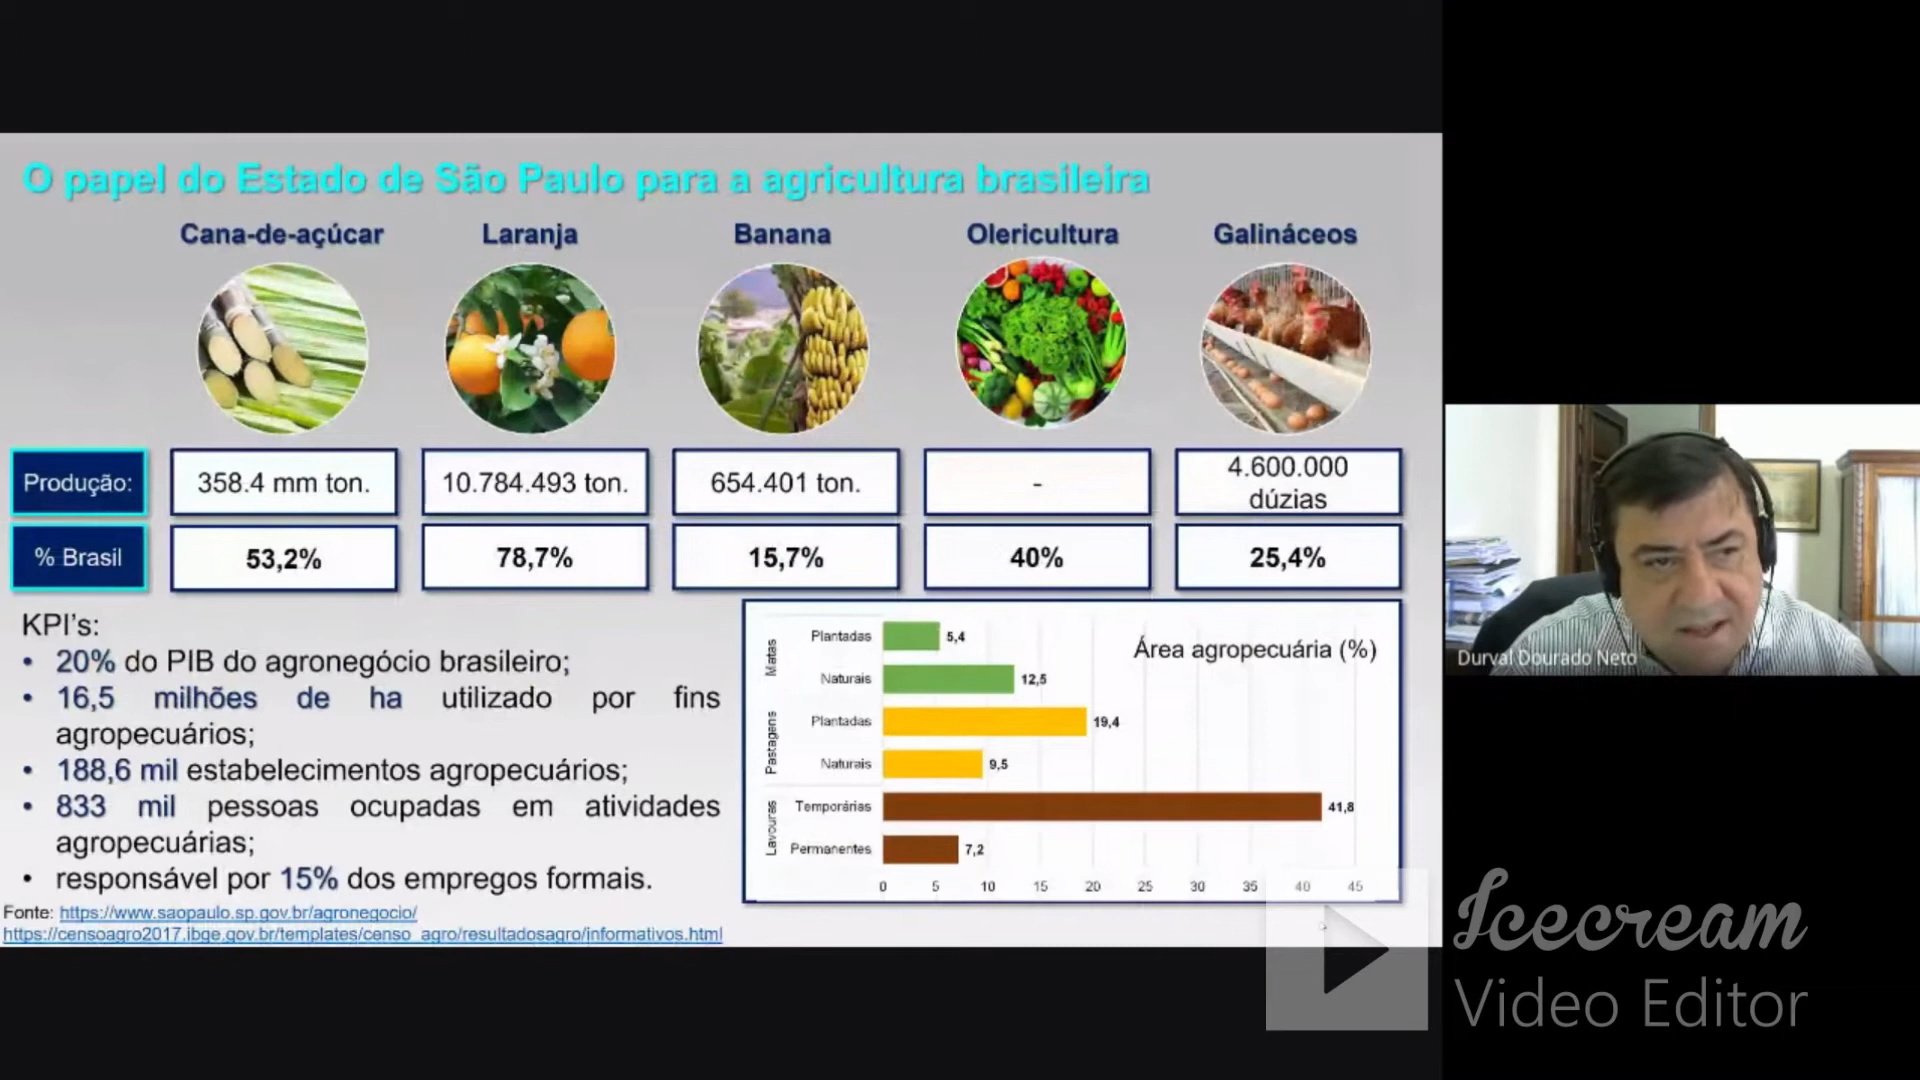 O papel do Estado de São Paulo para a agricultura brasileira
Cana-de-açúcar Laranja Banana Olericultura Galináceos
Produção: 358.4 mm ton. 10.784.493 ton. 654.401 ton. - 4.600.000 dúzias
% Brasil 53,2% 78,7% 15,7% 40% 25,4%
KPI's:
• 20% do PIB do agronegócio brasileiro;
• 16,5 milhões de ha utilizado por fins
agropecuários;
• 188,6 mil estabelecimentos agropecuários;
• 833 mil pessoas ocupadas em atividades
agropecuárias;
• responsável por 15% dos empregos formais.
Fonte: https://www.saopaulo.sp.gov.br/agronegocio/
https://censoagro2017.ibge.gov.br/templates/censo_agro/resultadosagro/informativos.html
Área agropecuária (%)
Matas
Plantadas 5,4
Naturais 12,5
Pastagens
Plantadas 19,4
Naturais 9,5
Lavouras
Temporárias 41,8
Permanentes 7,2
0 5 10 15 20 25 30 35 40 45
Durval Dourado Neto
Icecream
Video Editor